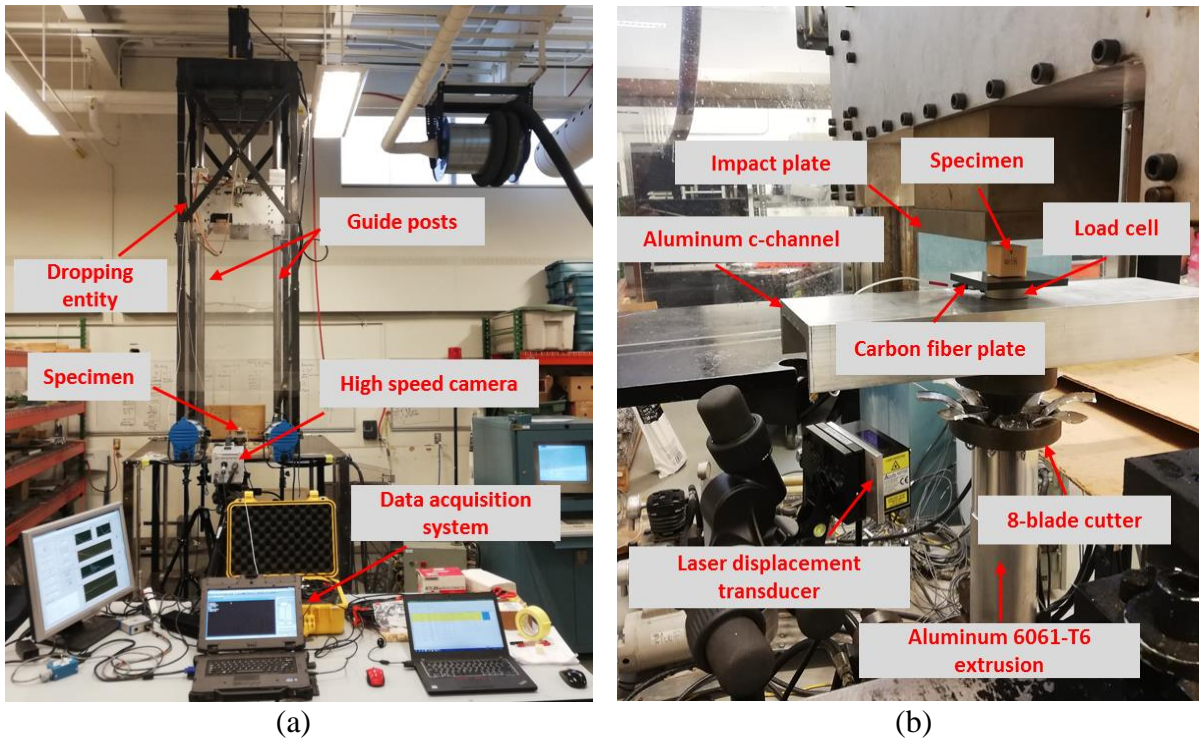 Guide posts
Dropping
entity
Specimen
High speed camera
Data acquisition
system
(a)
Impact plate
Specimen
Aluminum c-channel
Load cell
Carbon fiber plate
8-blade cutter
Laser displacement
transducer
Aluminum 6061-T6
extrusion
(b)